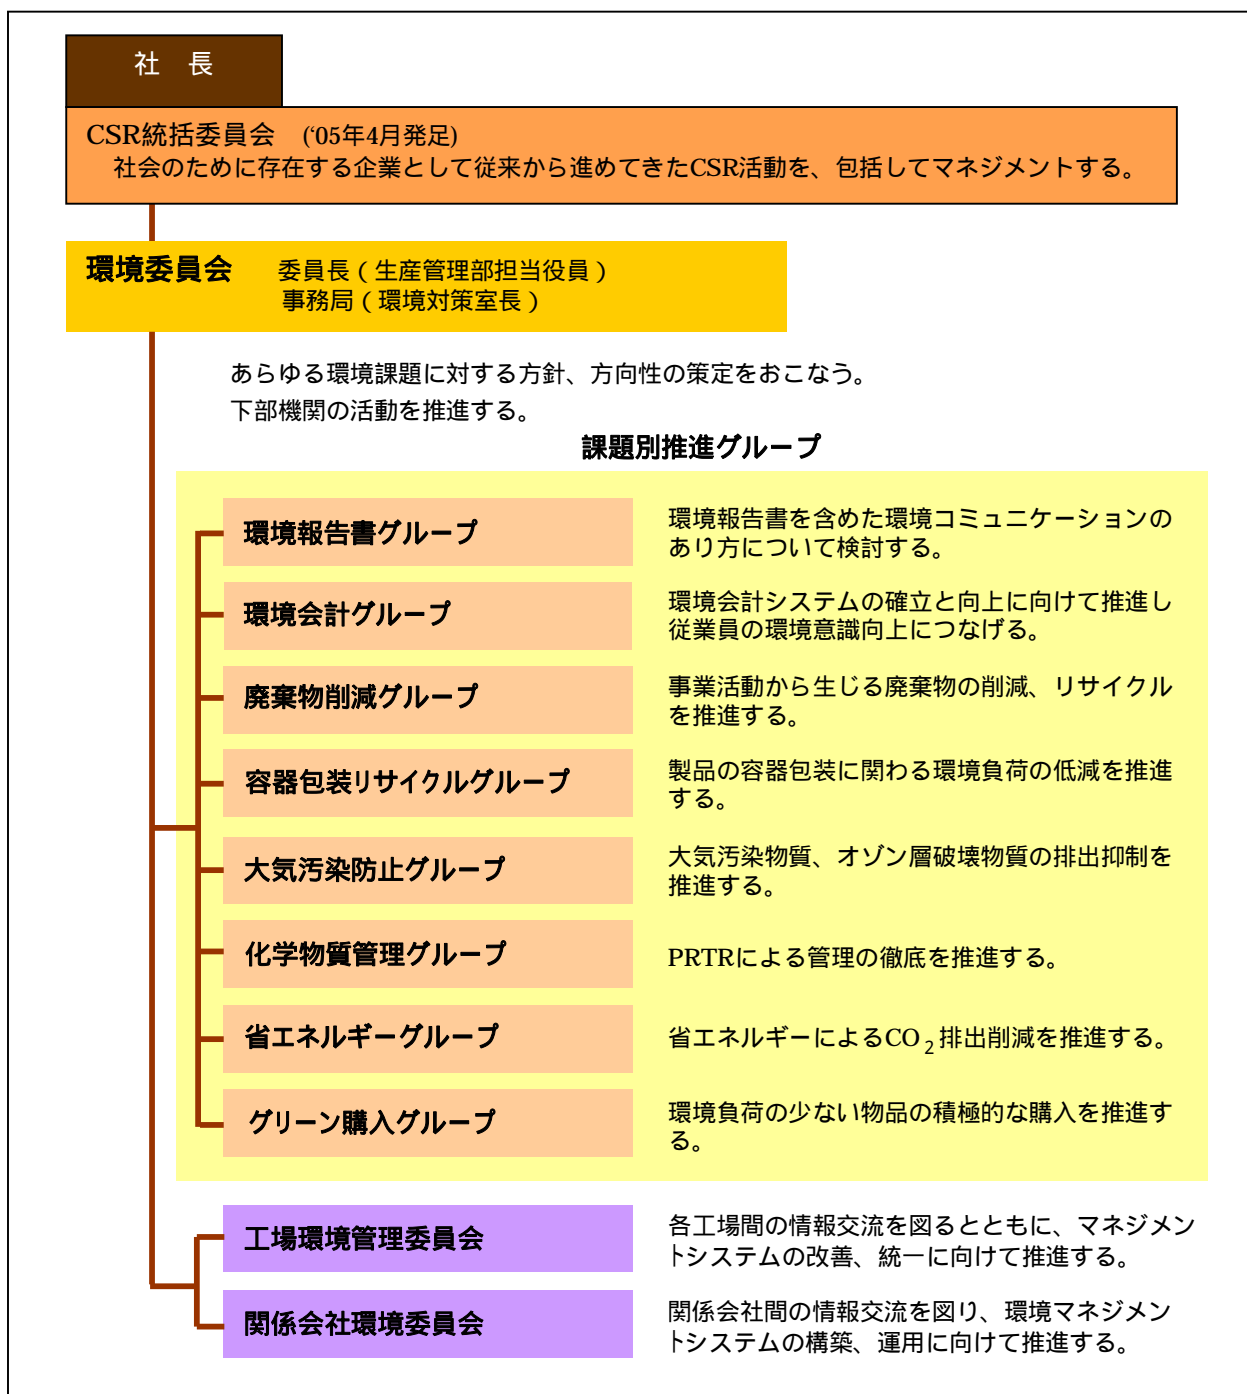 社 長
CSR統括委員会 (‘05年4月発足)
社会のために存在する企業として従来から進めてきたCSR活動を、包括してマネジメントする。
環境委員会 委員長（生産管理部担当役員）
事務局（環境対策室長）
あらゆる環境課題に対する方針、方向性の策定をおこなう。
下部機関の活動を推進する。
課題別推進グループ
環境報告書グループ
環境報告書を含めた環境コミュニケーションの
あり方について検討する。
環境会計グループ
環境会計システムの確立と向上に向けて推進し
従業員の環境意識向上につなげる。
廃棄物削減グループ
事業活動から生じる廃棄物の削減、リサイクル
を推進する。
容器包装リサイクルグループ
製品の容器包装に関わる環境負荷の低減を推進
する。
大気汚染防止グループ
大気汚染物質、オゾン層破壊物質の排出抑制を
推進する。
化学物質管理グループ
PRTRによる管理の徹底を推進する。
省エネルギーグループ
省エネルギーによるCO2排出削減を推進する。
グリーン購入グループ
環境負荷の少ない物品の積極的な購入を推進す
る。
工場環境管理委員会
各工場間の情報交流を図るとともに、マネジメン
トシステムの改善、統一に向けて推進する。
関係会社環境委員会
関係会社間の情報交流を図り、環境マネジメン
トシステムの構築、運用に向けて推進する。